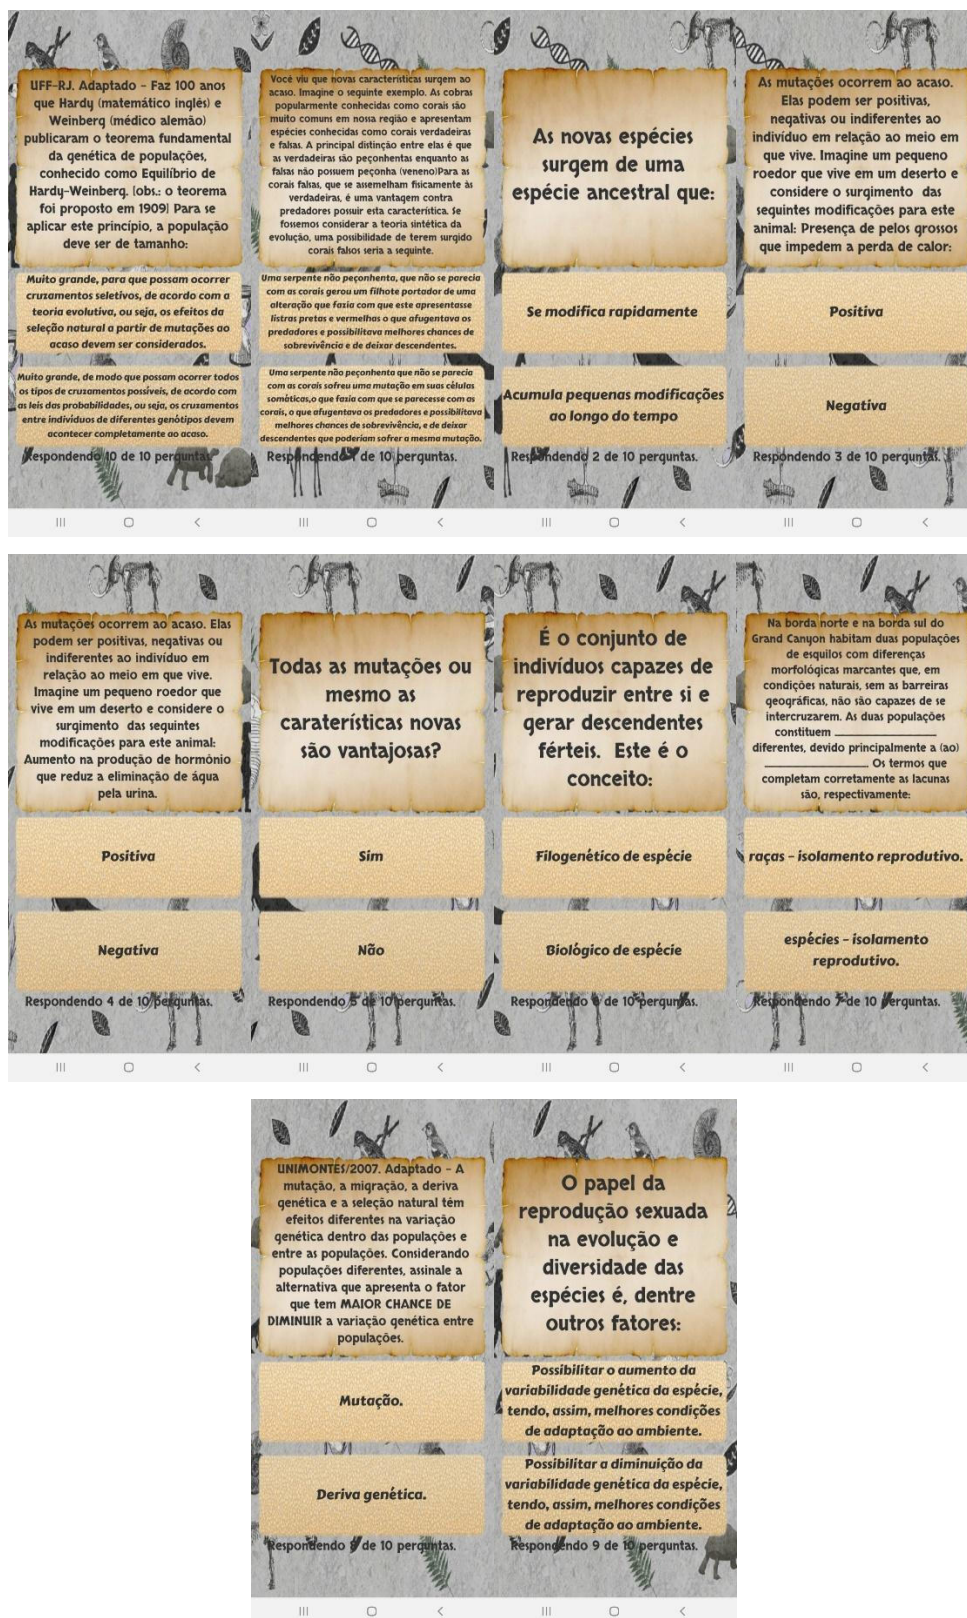 UFF-RJ. Adaptado - Faz 100 anos
que Hardy (matemático inglês) e
Weinberg (médico alemão)
publicaram o teorema fundamental
da genética de populações,
conhecido como Equilíbrio de
Hardy-Weinberg. (obs.: o teorema
foi proposto em 1909) Para se
aplicar este princípio, a população
deve ser de tamanho:
Muito grande, para que possam ocorrer
cruzamentos seletivos, de acordo com a
teoria evolutiva, ou seja, os efeitos da
seleção natural a partir de mutações ao
acaso devem ser considerados.
Muito grande, de modo que possam ocorrer todos
os tipos de cruzamentos possíveis, de acordo com
as leis das probabilidades, ou seja, os cruzamentos
entre indivíduos de diferentes genótipos devem
acontecer completamente ao acaso.
Respondendo 10 de 10 perguntas.
Você viu que novas características surgem ao
acaso. Imagine o seguinte exemplo. As cobras
popularmente conhecidas como corais são
muito comuns em nossa região e apresentam
espécies conhecidas como corais verdadeiras
e falsas. A principal distinção entre elas é que
as verdadeiras são peçonhentas enquanto as
falsas não possuem peçonha (veneno)Para as
corais falsas, que se assemelham fisicamente às
verdadeiras, é uma vantagem contra
predadores possuir esta característica. Se
fossemos considerar a teoria sintética da
evolução, uma possibilidade de terem surgido
corais falsos seria a seguinte.
Uma serpente não peçonhenta, que não se parecia
com as corais gerou um filhote portador de uma
alteração que fazia com que este apresentasse
listras pretas e vermelhas o que afugentava os
predadores e possibilitava melhores chances de
sobrevivência e de deixar descendentes.
Uma serpente não peçonhenta que não se parecia
com as corais sofreu uma mutação em suas células
somáticas,o que fazia com que se parecesse com as
corais, o que afugentava os predadores e possibilitava
melhores chances de sobrevivência, e de deixar
descendentes que poderiam sofrer a mesma mutação.
Respondendo 1 de 10 perguntas.
As novas espécies
surgem de uma
espécie ancestral que:
Se modifica rapidamente
Acumula pequenas modificações
ao longo do tempo
Respondendo 2 de 10 perguntas.
As mutações ocorrem ao acaso.
Elas podem ser positivas,
negativas ou indiferentes ao
indivíduo em relação ao meio em
que vive. Imagine um pequeno
roedor que vive em um deserto e
considere o surgimento das
seguintes modificações para este
animal: Presença de pelos grossos
que impedem a perda de calor:
Positiva
Negativa
Respondendo 3 de 10 perguntas.
As mutações ocorrem ao acaso. Elas
podem ser positivas, negativas ou
indiferentes ao indivíduo em
relação ao meio em que vive.
Imagine um pequeno roedor que
vive em um deserto e considere o
surgimento das seguintes
modificações para este animal:
Aumento na produção de hormônio
que reduz a eliminação de água
pela urina.
Positiva
Negativa
Respondendo 4 de 10 perguntas.
Todas as mutações ou
mesmo as
caraterísticas novas
são vantajosas?
Sim
Não
Respondendo 5 de 10 perguntas.
É o conjunto de
indivíduos capazes de
reproduzir entre si e
gerar descendentes
férteis. Este é o
conceito:
Filogenético de espécie
Biológico de espécie
Respondendo 6 de 10 perguntas.
Na borda norte e na borda sul do
Grand Canyon habitam duas populações
de esquilos com diferenças
morfológicas marcantes que, em
condições naturais, sem as barreiras
geográficas, não são capazes de se
intercruzarem. As duas populações
constituem ____________________
diferentes, devido principalmente a (ao)
____________________. Os termos que
completam corretamente as lacunas
são, respectivamente:
raças - isolamento reprodutivo.
espécies - isolamento
reprodutivo.
Respondendo 7 de 10 perguntas.
UNIMONTES/2007. Adaptado - A
mutação, a migração, a deriva
genética e a seleção natural têm
efeitos diferentes na variação
genética dentro das populações e
entre as populações. Considerando
populações diferentes, assinale a
alternativa que apresenta o fator
que tem MAIOR CHANCE DE
DIMINUIR a variação genética entre
populações.
Mutação.
Deriva genética.
Respondendo 8 de 10 perguntas.
O papel da
reprodução sexuada
na evolução e
diversidade das
espécies é, dentre
outros fatores:
Possibilitar o aumento da
variabilidade genética da espécie,
tendo, assim, melhores condições
de adaptação ao ambiente.
Possibilitar a diminuição da
variabilidade genética da espécie,
tendo, assim, melhores condições
de adaptação ao ambiente.
Respondendo 9 de 10 perguntas.